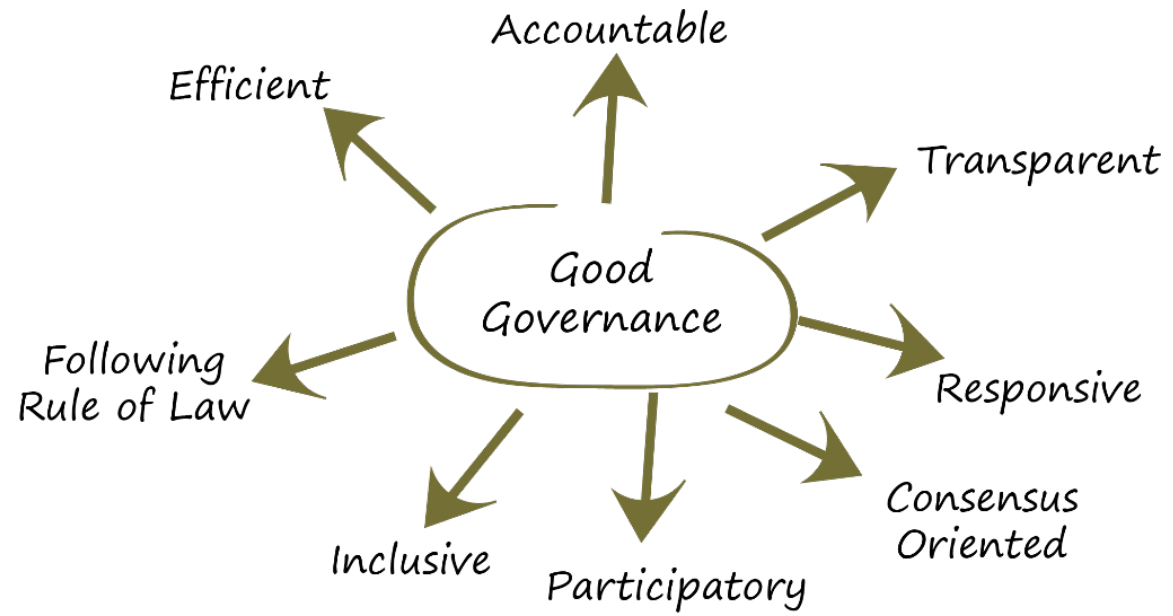 Accountable
Efficient
Transparent
Good
Governance
Following
Rule of Law
Responsive
Consensus
Oriented
Inclusive
Participatory